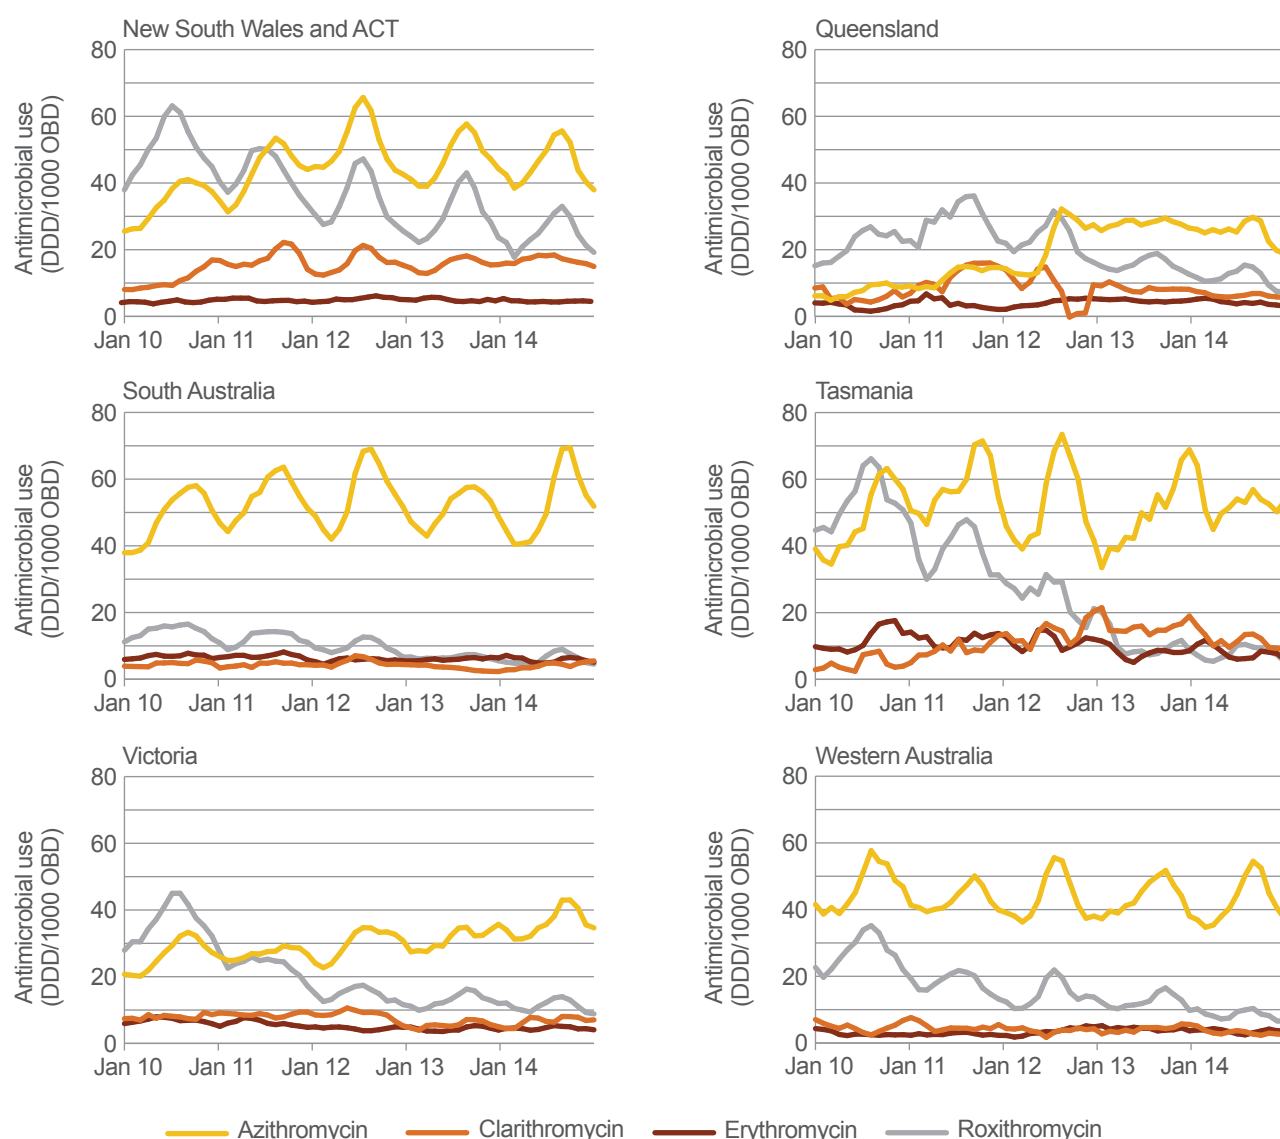 New South Wales and ACT
Antimicrobial use
(DDD/1000 OBD)
80
60
40
20
0
Jan 10 Jan 11 Jan 12 Jan 13 Jan 14
Queensland
Antimicrobial use
(DDD/1000 OBD)
80
60
40
20
0
Jan 10 Jan 11 Jan 12 Jan 13 Jan 14
South Australia
Antimicrobial use
(DDD/1000 OBD)
80
60
40
20
0
Jan 10 Jan 11 Jan 12 Jan 13 Jan 14
Tasmania
Antimicrobial use
(DDD/1000 OBD)
80
60
40
20
0
Jan 10 Jan 11 Jan 12 Jan 13 Jan 14
Victoria
Antimicrobial use
(DDD/1000 OBD)
80
60
40
20
0
Jan 10 Jan 11 Jan 12 Jan 13 Jan 14
Western Australia
Antimicrobial use
(DDD/1000 OBD)
80
60
40
20
0
Jan 10 Jan 11 Jan 12 Jan 13 Jan 14
Azithromycin Clarithromycin Erythromycin Roxithromycin